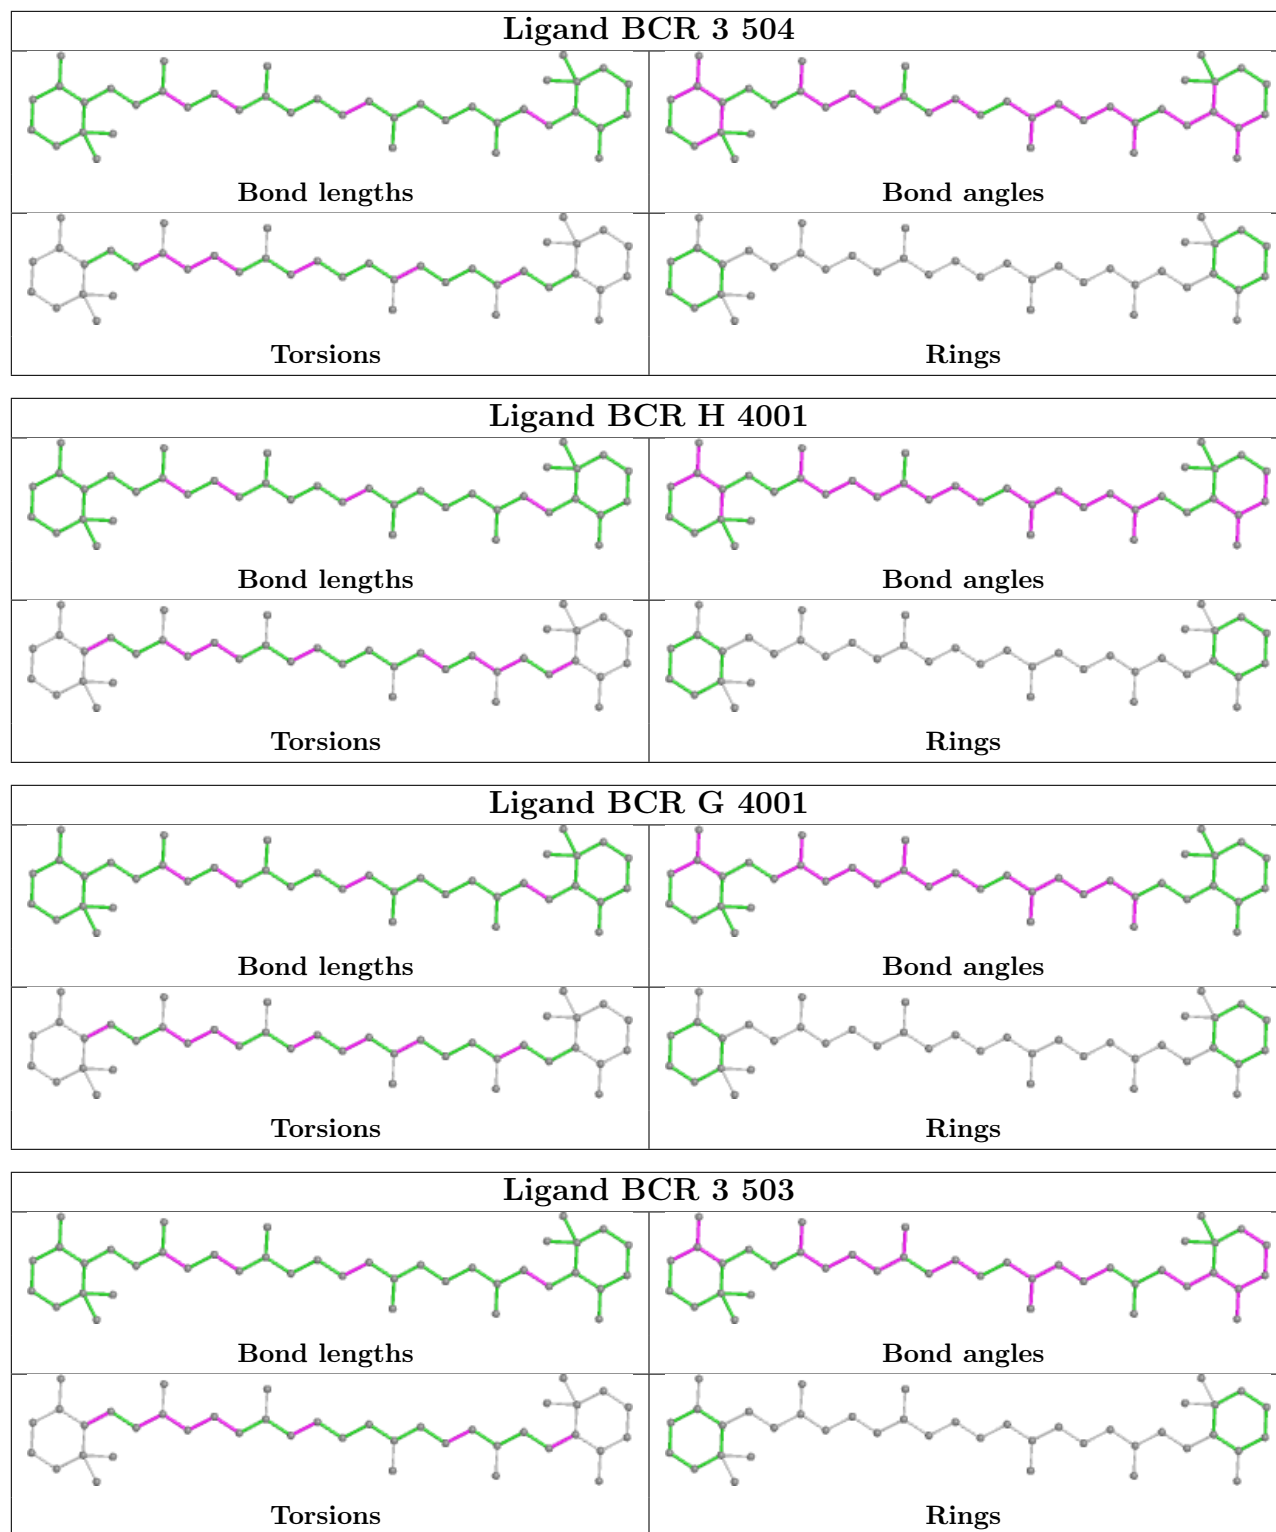 Ligand BCR 3 504
Bond lengths
Bond angles
Torsions
Rings
Ligand BCR H 4001
Bond lengths
Bond angles
Torsions
Rings
Ligand BCR G 4001
Bond lengths
Bond angles
Torsions
Rings
Ligand BCR 3 503
Bond lengths
Bond angles
Torsions
Rings